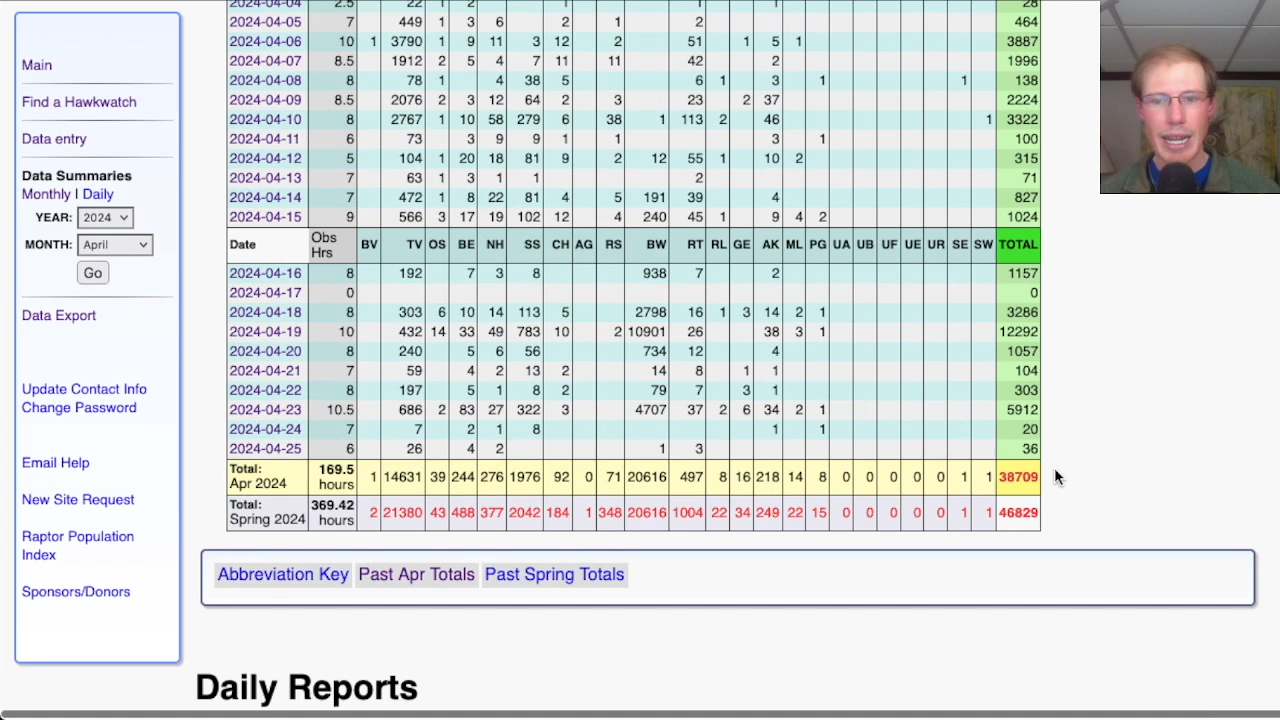 Main
Find a Hawkwatch
Data entry
Data Summaries
Monthly | Daily
YEAR: 2024
MONTH: April
Go
Data Export
Update Contact Info
Change Password
Email Help
New Site Request
Raptor Population
Index
Sponsors/Donors
2024-04-04 2.5 22 1 2 1 1 1 28
2024-04-05 7 449 1 3 6 2 1 2 464
2024-04-06 10 1 3790 1 9 11 3 12 2 51 1 5 1 3887
2024-04-07 8.5 1912 2 5 4 7 11 11 42 2 1996
2024-04-08 8 78 1 4 38 5 6 1 3 1 1 138
2024-04-09 8.5 2076 2 3 12 64 2 3 23 2 37 2224
2024-04-10 8 2767 1 10 58 279 6 38 1 113 2 46 1 3322
2024-04-11 6 73 3 9 9 1 1 3 1 100
2024-04-12 5 104 1 20 18 81 9 2 12 55 1 10 2 315
2024-04-13 7 63 1 3 1 1 2 71
2024-04-14 7 472 1 8 22 81 4 5 191 39 4 827
2024-04-15 9 566 3 17 19 102 12 4 240 45 1 9 4 2 1024
Date Obs Hrs BV TV OS BE NH SS CH AG RS BW RT RL GE AK ML PG UA UB UF UE UR SE SW TOTAL
2024-04-16 8 192 7 3 8 938 7 2 1157
2024-04-17 0 0
2024-04-18 8 303 6 10 14 113 5 2798 16 1 3 14 2 1 3286
2024-04-19 10 432 14 33 49 783 10 2 10901 26 38 3 1 12292
2024-04-20 8 240 5 6 56 734 12 4 1057
2024-04-21 7 59 4 2 13 2 14 8 1 1 104
2024-04-22 8 197 5 1 8 2 79 7 3 1 303
2024-04-23 10.5 686 2 83 27 322 3 4707 37 2 6 34 2 1 5912
2024-04-24 7 7 2 1 8 1 1 20
2024-04-25 6 26 4 2 1 3 36
Total: Apr 2024 169.5 hours 1 14631 39 244 276 1976 92 0 71 20616 497 8 16 218 14 8 0 0 0 0 0 1 1 38709
Total: Spring 2024 369.42 hours 2 21380 43 488 377 2042 184 1 348 20616 1004 22 34 249 22 15 0 0 0 0 0 1 1 46829
Abbreviation Key Past Apr Totals Past Spring Totals
Daily Reports